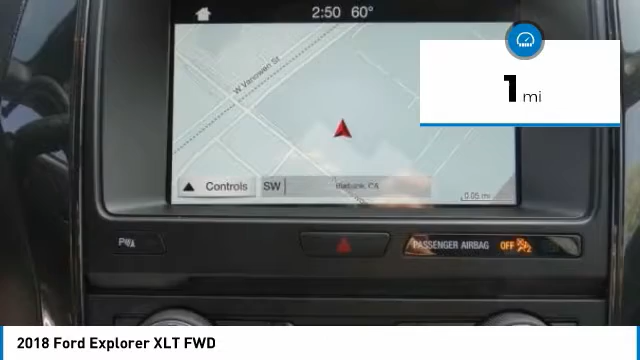 2:50 60°
1 mi
W Vanowen St
Controls
SW
Burbank, CA
0.05 mi
PASSENGER AIRBAG OFF
2018 Ford Explorer XLT FWD